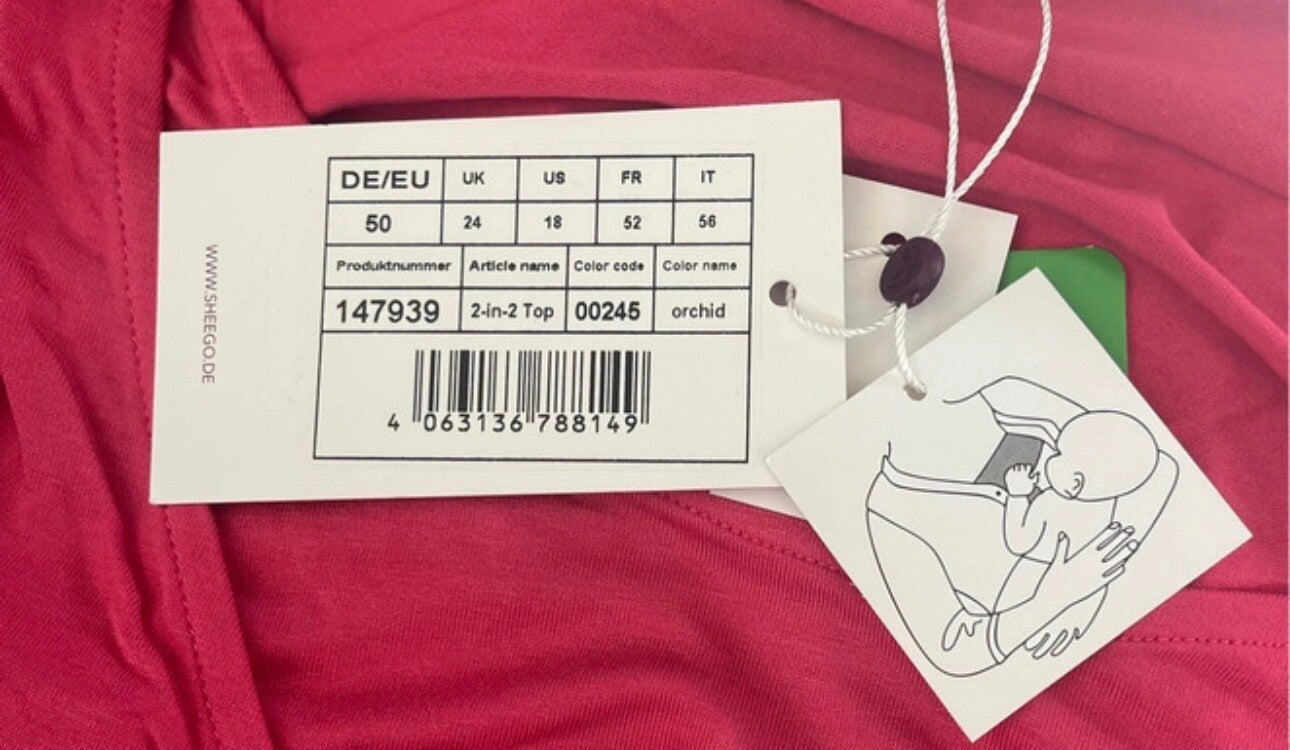 WWW.SHEEGO.DE
DE/EU UK US FR IT
50 24 18 52 56
Produktnummer Article name Color code Color name
147939 2-in-2 Top 00245 orchid
4 063136 788149